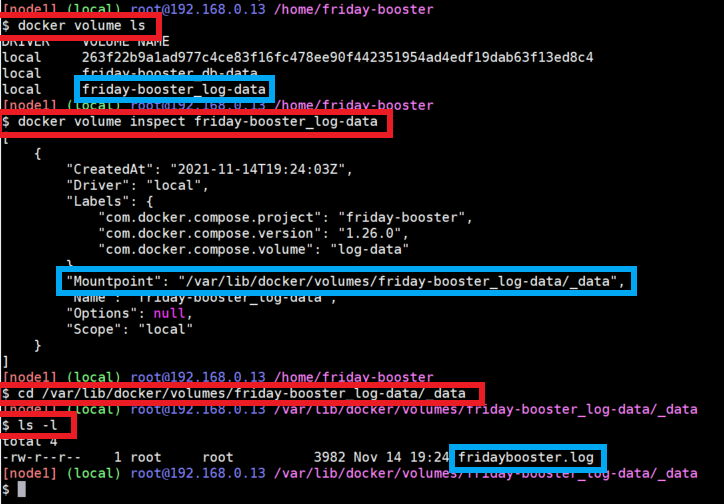 [node1] (local) root@192.168.0.13 /home/friday-booster
$ docker volume ls
DRIVER    VOLUME NAME
local     263f22b9a1ad977c4ce83f16fc478ee90f442351954ad4edf19dab63f13ed8c4
local     friday-booster_db-data
local     friday-booster_log-data
[node1] (local) root@192.168.0.13 /home/friday-booster
$ docker volume inspect friday-booster_log-data
[
    {
        "CreatedAt": "2021-11-14T19:24:03Z",
        "Driver": "local",
        "Labels": {
            "com.docker.compose.project": "friday-booster",
            "com.docker.compose.version": "1.26.0",
            "com.docker.compose.volume": "log-data"
        },
        "Mountpoint": "/var/lib/docker/volumes/friday-booster_log-data/_data",
        "Name": "friday-booster_log-data",
        "Options": null,
        "Scope": "local"
    }
]
[node1] (local) root@192.168.0.13 /home/friday-booster
$ cd /var/lib/docker/volumes/friday-booster_log-data/_data
[node1] (local) root@192.168.0.13 /var/lib/docker/volumes/friday-booster_log-data/_data
$ ls -l
total 4
-rw-r--r--    1 root     root          3982 Nov 14 19:24 fridaybooster.log
[node1] (local) root@192.168.0.13 /var/lib/docker/volumes/friday-booster_log-data/_data
$